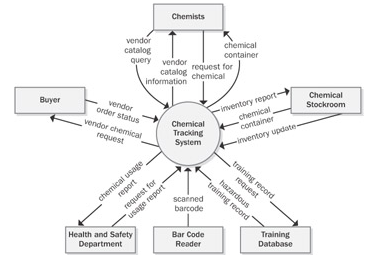 Chemists
vendor
catalog
query
vendor
catalog
information
request for
chemical
chemical
container
Buyer
vendor
order status
vendor chemical
request
Chemical
Tracking
System
inventory report
chemical
container
inventory update
Chemical
Stockroom
chemical usage
report
request for
usage report
scanned
barcode
training record
request
hazardous
training record
Health and Safety
Department
Bar Code
Reader
Training
Database